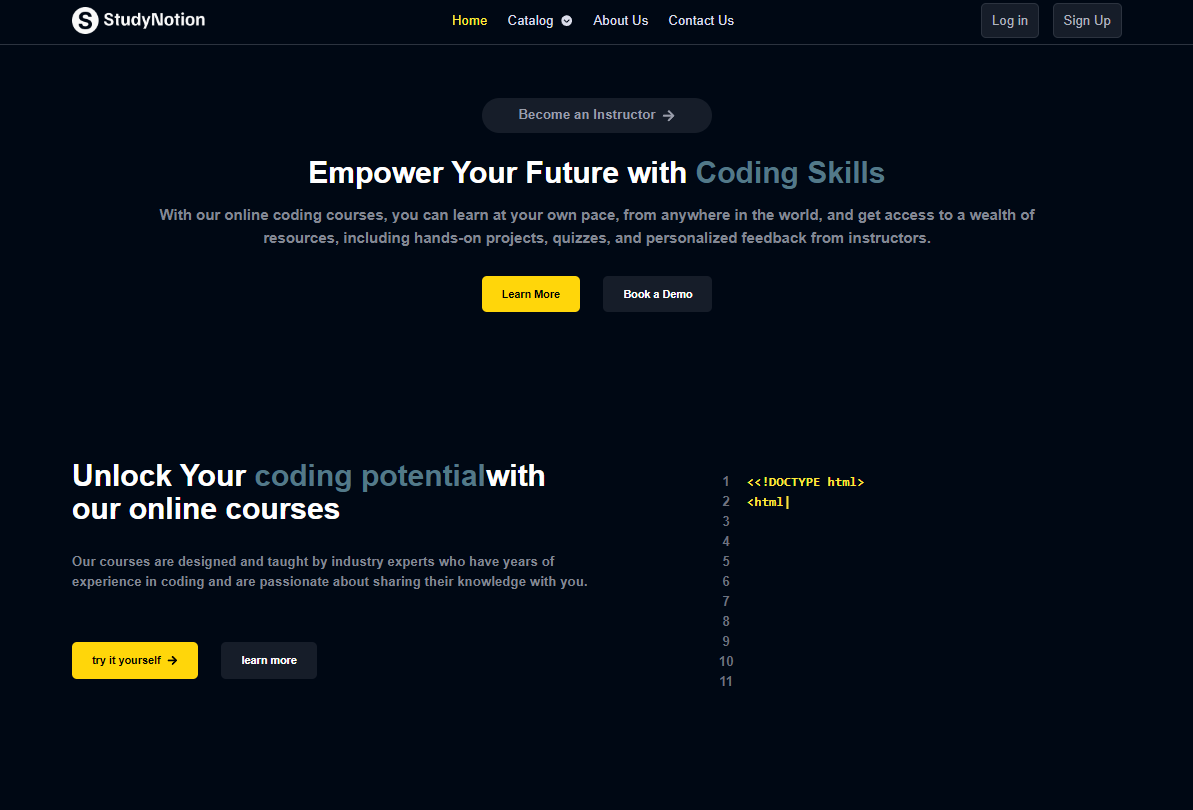 StudyNotion
Home Catalog About Us Contact Us
Log in Sign Up
Become an Instructor
Empower Your Future with Coding Skills
With our online coding courses, you can learn at your own pace, from anywhere in the world, and get access to a wealth of
resources, including hands-on projects, quizzes, and personalized feedback from instructors.
Learn More Book a Demo
Unlock Your coding potentialwith
our online courses
Our courses are designed and taught by industry experts who have years of
experience in coding and are passionate about sharing their knowledge with you.
try it yourself learn more
1 <<!DOCTYPE html>
2 <html|
3
4
5
6
7
8
9
10
11